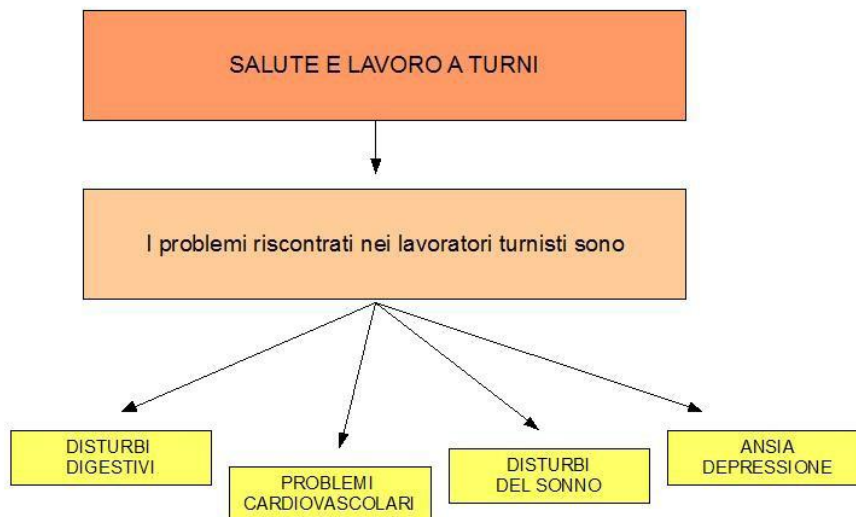 SALUTE E LAVORO A TURNI
I problemi riscontrati nei lavoratori turnisti sono
DISTURBI
DIGESTIVI
PROBLEMI
CARDIOVASCOLARI
DISTURBI
DEL SONNO
ANSIA
DEPRESSIONE